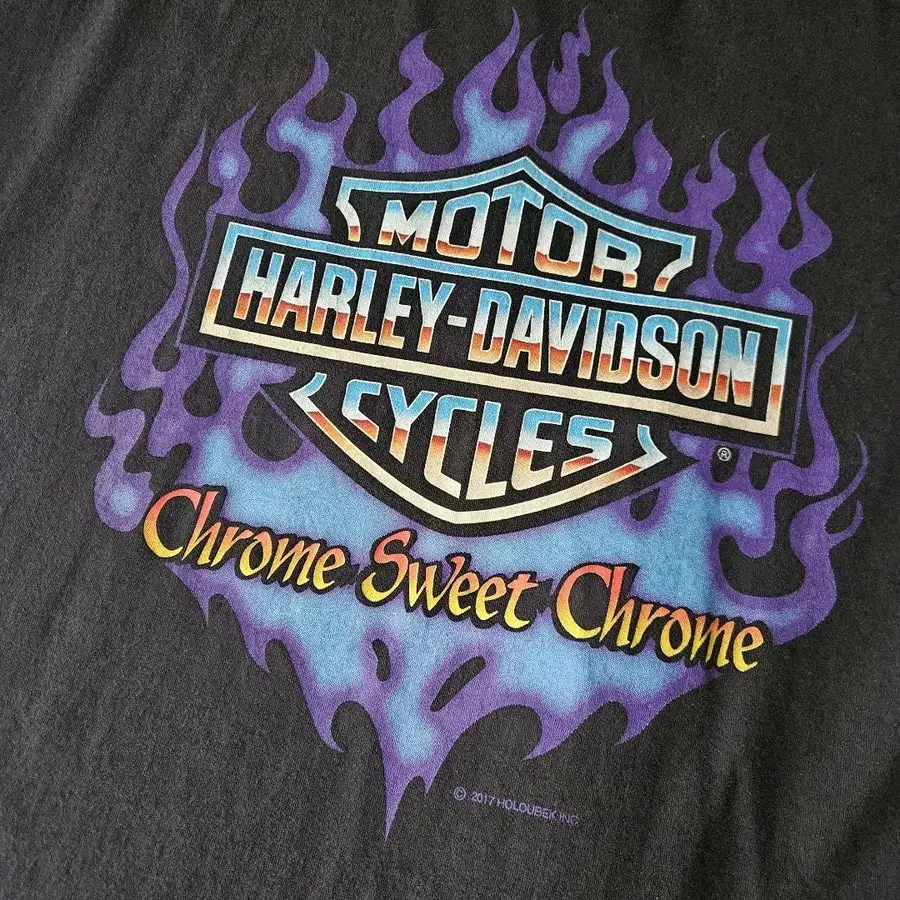 MOTOR
HARLEY-DAVIDSON
CYCLES
®
Chrome Sweet Chrome
© 2017 HOLOUBEK INC.